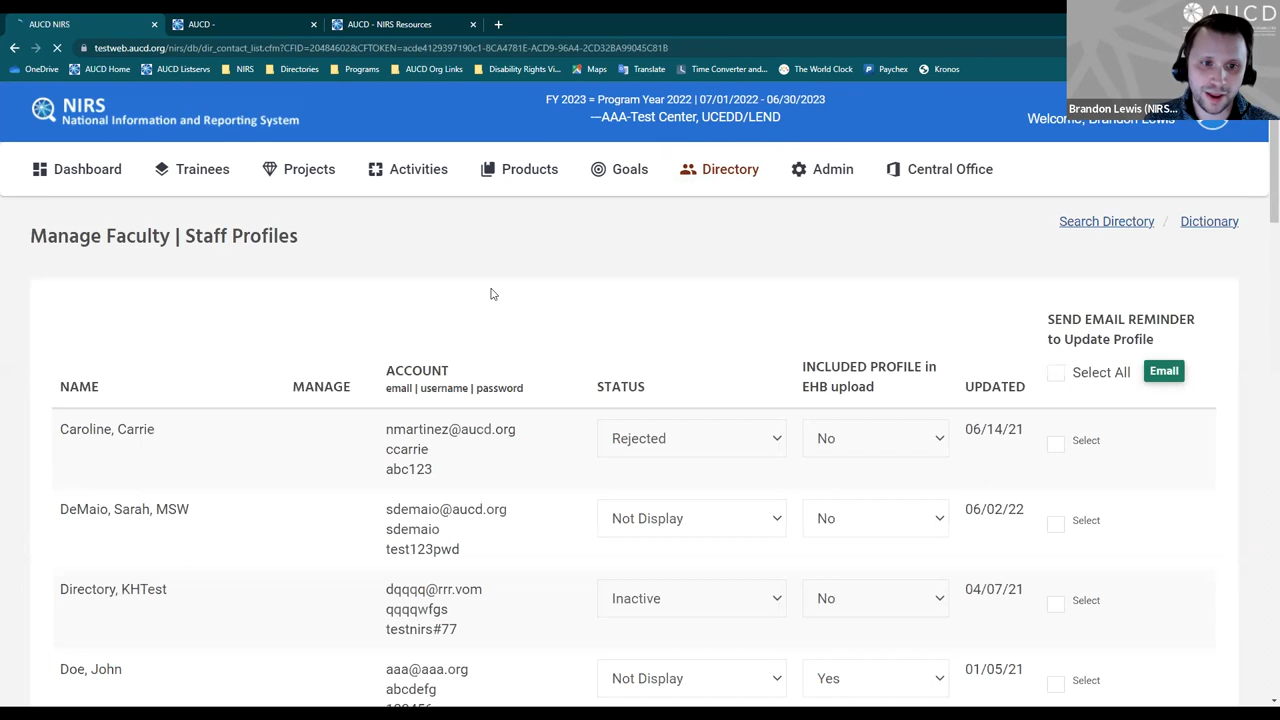 AUCD NIRS
AUCD -
AUCD - NIRS Resources
AUCD
testweb.aucd.org/nirs/db/dir_contact_list.cfm?CFID=20484602&CFTOKEN=acde4129397190c1-8CA4781E-ACD9-96A4-2CD32BA99045C81B
OneDrive
AUCD Home
AUCD Listservs
NIRS
Directories
Programs
AUCD Org Links
Disability Rights Vi...
Maps
Translate
Time Converter and...
The World Clock
Paychex
Kronos
Brandon Lewis (NIRS...
NIRS
National Information and Reporting System
FY 2023 = Program Year 2022 | 07/01/2022 - 06/30/2023
—AAA-Test Center, UCEDD/LEND
Welcome, Brandon Lewis
Dashboard
Trainees
Projects
Activities
Products
Goals
Directory
Admin
Central Office
Search Directory / Dictionary
Manage Faculty | Staff Profiles
SEND EMAIL REMINDER
to Update Profile
Select All
Email
NAME
MANAGE
ACCOUNT
email | username | password
STATUS
INCLUDED PROFILE in
EHB upload
UPDATED
Caroline, Carrie
nmartinez@aucd.org
ccarrie
abc123
Rejected
No
06/14/21
Select
DeMaio, Sarah, MSW
sdemaio@aucd.org
sdemaio
test123pwd
Not Display
No
06/02/22
Select
Directory, KHTest
dqqqq@rrr.vom
qqqqwfgs
testnirs#77
Inactive
No
04/07/21
Select
Doe, John
aaa@aaa.org
abcdefg
Not Display
Yes
01/05/21
Select